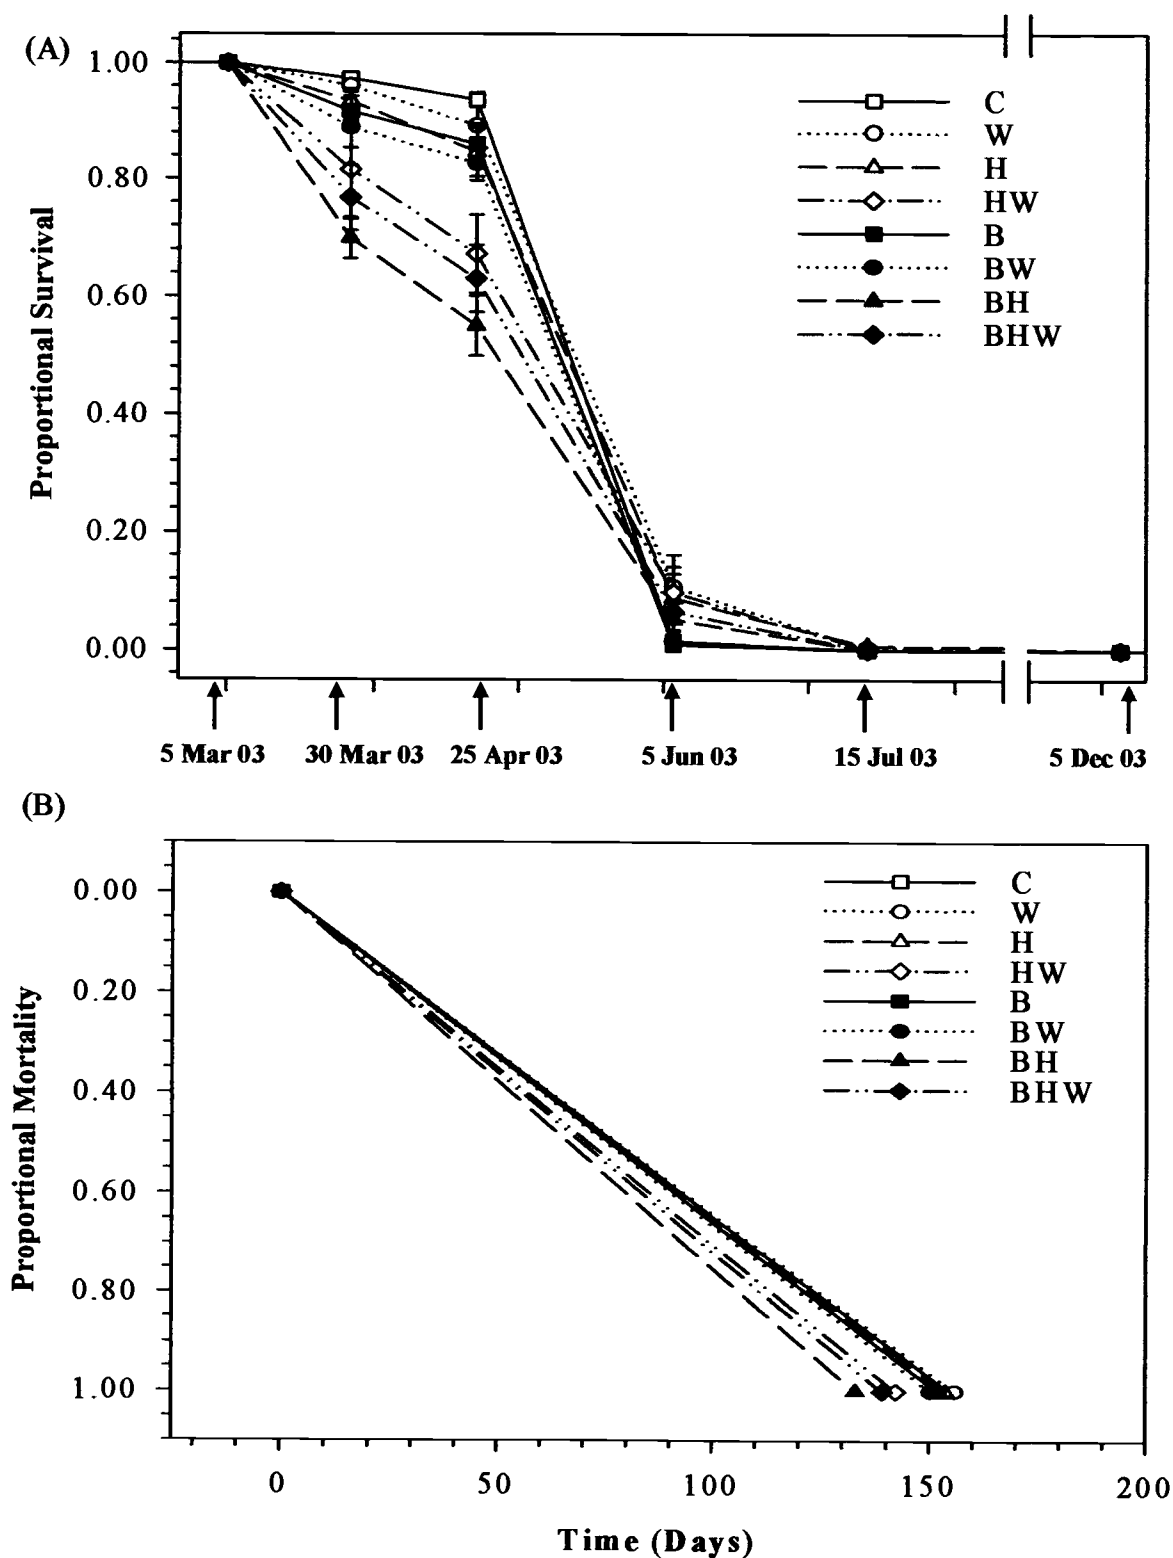 (A)
Proportional Survival
1.00
0.80
0.60
0.40
0.20
0.00
C
W
H
HW
B
BW
BH
BHW
5 Mar 03 30 Mar 03 25 Apr 03 5 Jun 03 15 Jul 03 5 Dec 03
(B)
Proportional Mortality
0.00
0.20
0.40
0.60
0.80
1.00
C
W
H
HW
B
BW
BH
BHW
0 50 100 150 200
Time (Days)